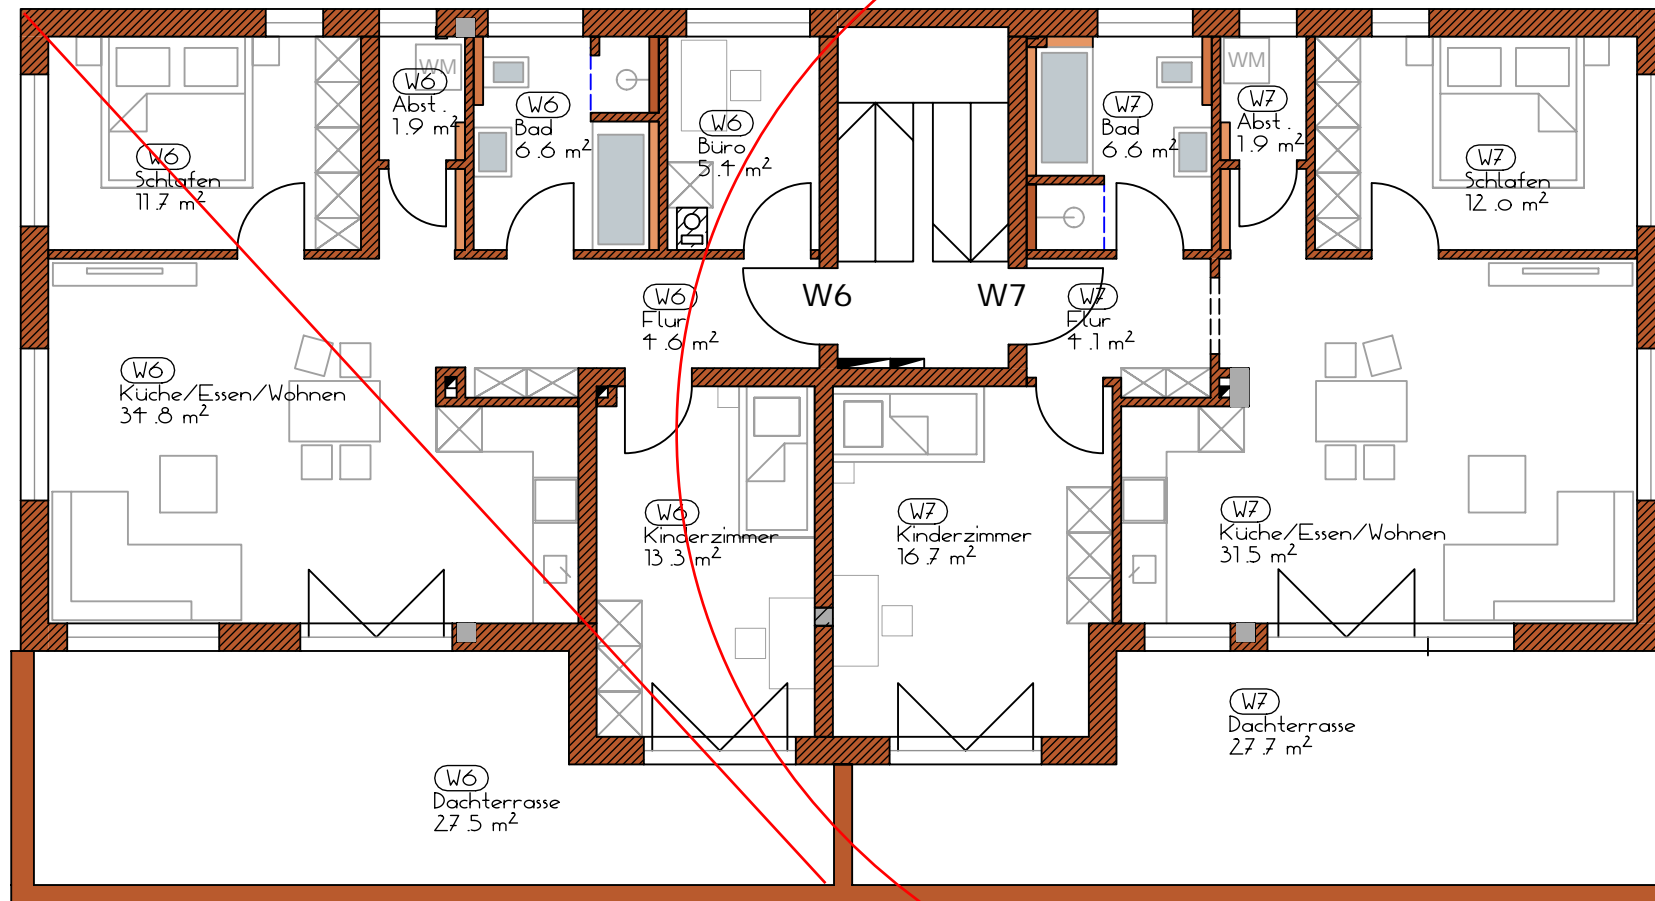 WM
W6
Abst.
1.9 m²
W6
Bad
6.6 m²
W6
Büro
5.4 m²
W7
Bad
6.6 m²
WM
W7
Abst.
1.9 m²
W6
Schlafen
11.7 m²
W7
Schlafen
12.0 m²
W6
Flur
4.6 m²
W6
W7
W7
Flur
4.1 m²
W6
Küche/Essen/Wohnen
34.8 m²
W6
Kinderzimmer
13.3 m²
W7
Kinderzimmer
16.7 m²
W7
Küche/Essen/Wohnen
31.5 m²
W7
Dachterrasse
27.7 m²
W6
Dachterrasse
27.5 m²